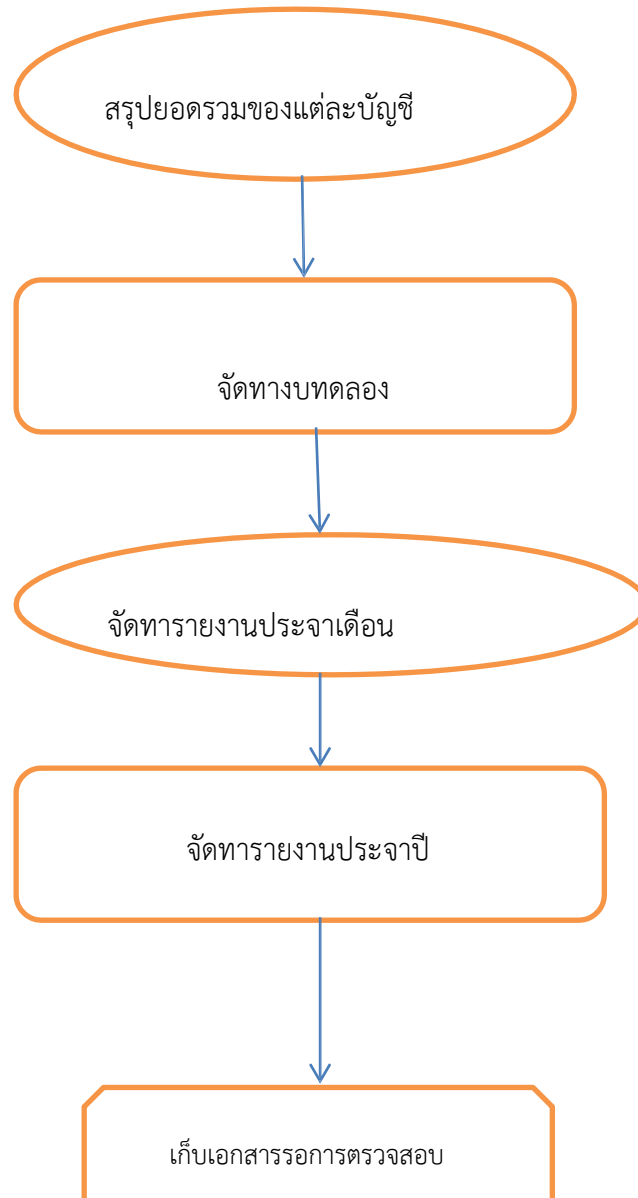 สรุปยอดรวมของแต่ละบัญชี
จัดทางบทดลอง
จัดทารายงานประจาเดือน
จัดทารายงานประจาปี
เก็บเอกสารรอการตรวจสอบ